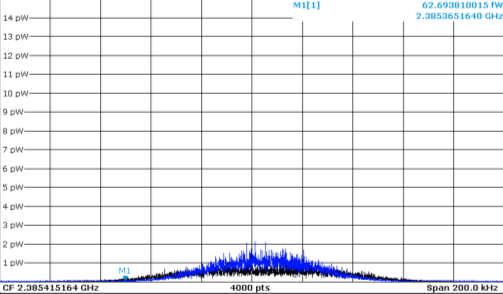 M1[1] 62.693810015 fW
2.3853651640 GHz
14 pW
13 pW
12 pW
11 pW
10 pW
9 pW
8 pW
7 pW
6 pW
5 pW
4 pW
3 pW
2 pW
1 pW
M1
CF 2.385415164 GHz 4000 pts Span 200.0 kHz